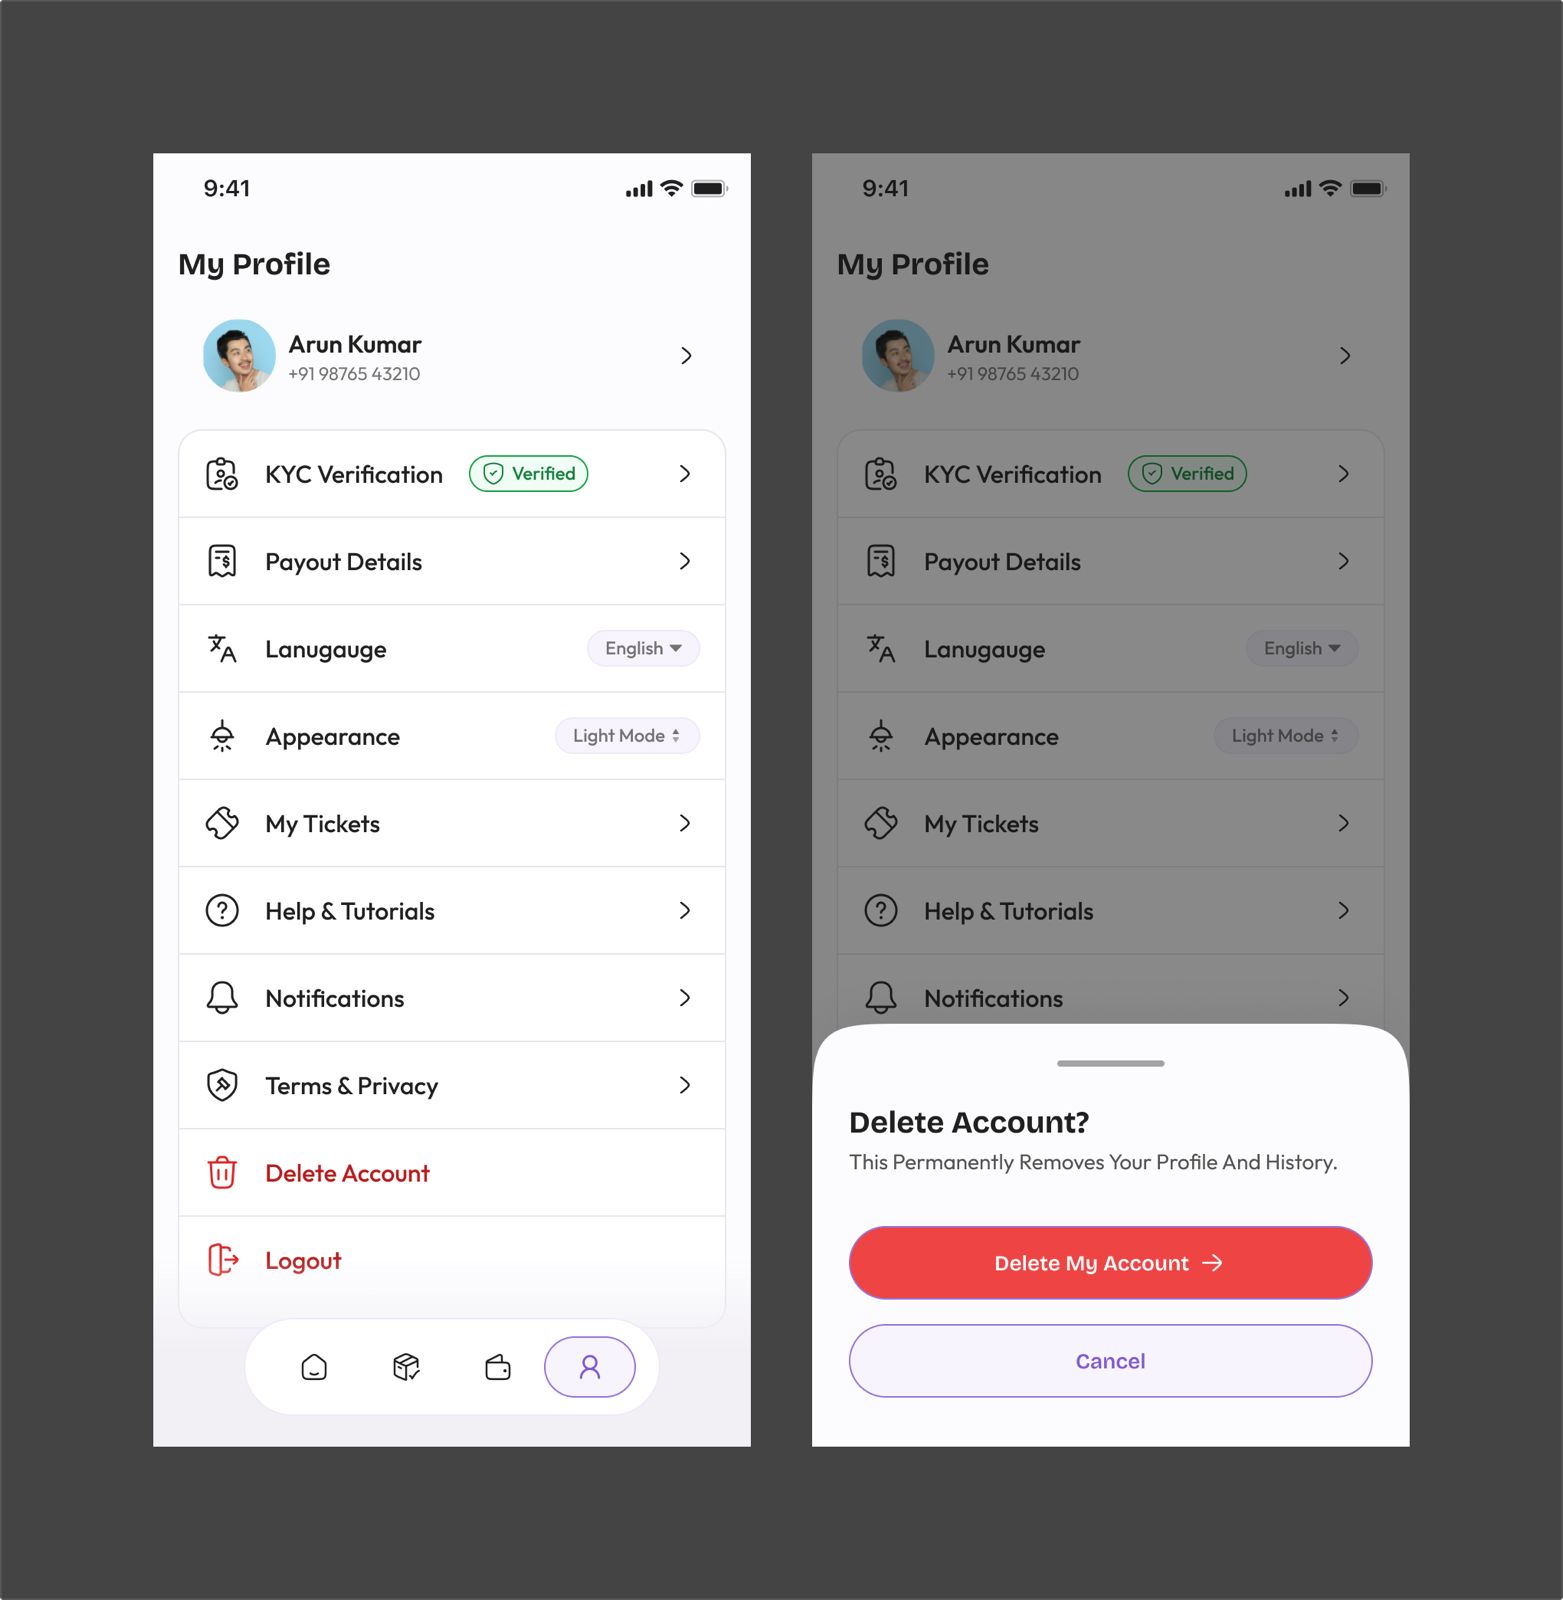 9:41
My Profile
Arun Kumar
+91 98765 43210
KYC Verification Verified
Payout Details
Lanugauge English
Appearance Light Mode
My Tickets
Help & Tutorials
Notifications
Terms & Privacy
Delete Account
Logout
9:41
My Profile
Arun Kumar
+91 98765 43210
KYC Verification Verified
Payout Details
Lanugauge English
Appearance Light Mode
My Tickets
Help & Tutorials
Notifications
Delete Account?
This Permanently Removes Your Profile And History.
Delete My Account
Cancel